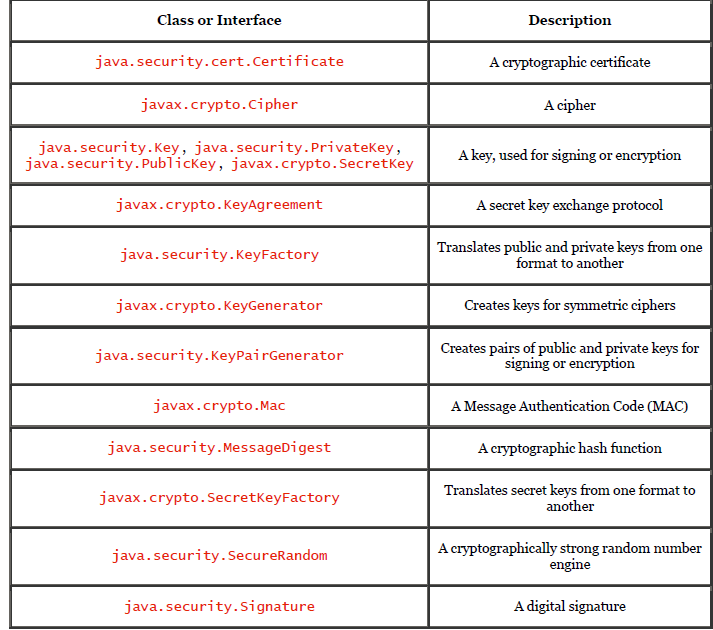 Class or Interface
Description
java.security.cert.Certificate
A cryptographic certificate
javax.crypto.Cipher
A cipher
java.security.Key, java.security.PrivateKey,
java.security.PublicKey, javax.crypto.SecretKey
A key, used for signing or encryption
javax.crypto.KeyAgreement
A secret key exchange protocol
java.security.KeyFactory
Translates public and private keys from one
format to another
javax.crypto.KeyGenerator
Creates keys for symmetric ciphers
java.security.KeyPairGenerator
Creates pairs of public and private keys for
signing or encryption
javax.crypto.Mac
A Message Authentication Code (MAC)
java.security.MessageDigest
A cryptographic hash function
javax.crypto.SecretKeyFactory
Translates secret keys from one format to
another
java.security.SecureRandom
A cryptographically strong random number
engine
java.security.Signature
A digital signature